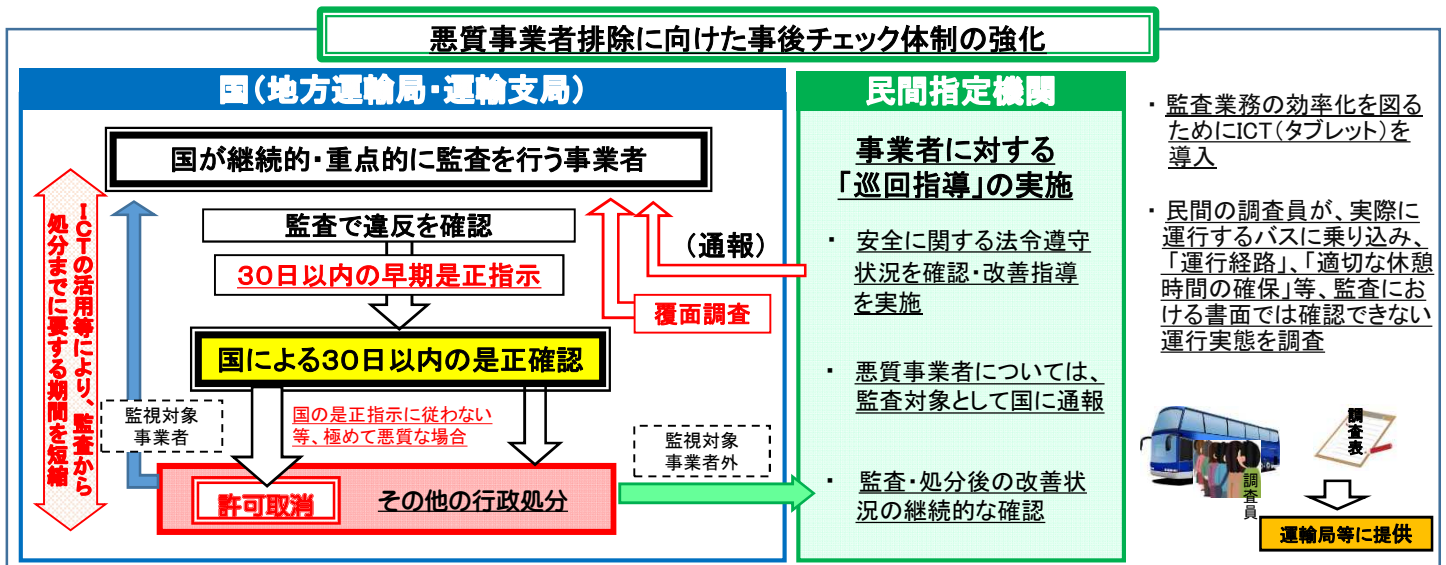 悪質事業者排除に向けた事後チェック体制の強化
国(地方運輸局・運輸支局)
国が継続的・重点的に監査を行う事業者
監査で違反を確認
30日以内の早期是正指示
国による30日以内の是正確認
国の是正指示に従わない
等、極めて悪質な場合
許可取消
その他の行政処分
ICTの活用等により、監査から
処分までに要する期間を短縮
監視対象
事業者
(通報)
覆面調査
監視対象
事業者外
民間指定機関
事業者に対する
「巡回指導」の実施
・ 安全に関する法令遵守
状況を確認・改善指導
を実施
・ 悪質事業者については、
監査対象として国に通報
・ 監査・処分後の改善状
況の継続的な確認
・ 監査業務の効率化を図る
ためにICT(タブレット)を
導入
・ 民間の調査員が、実際に
運行するバスに乗り込み、
「運行経路」、「適切な休憩
時間の確保」等、監査にお
ける書面では確認できない
運行実態を調査
調査員
調査表
運輸局等に提供